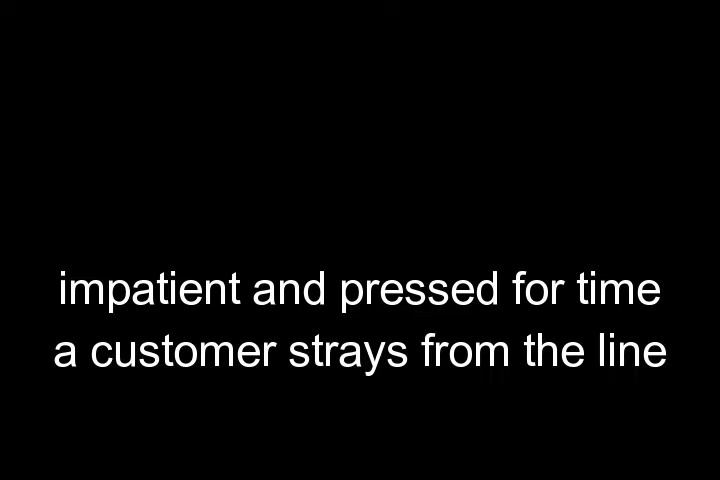 impatient and pressed for time
a customer strays from the line